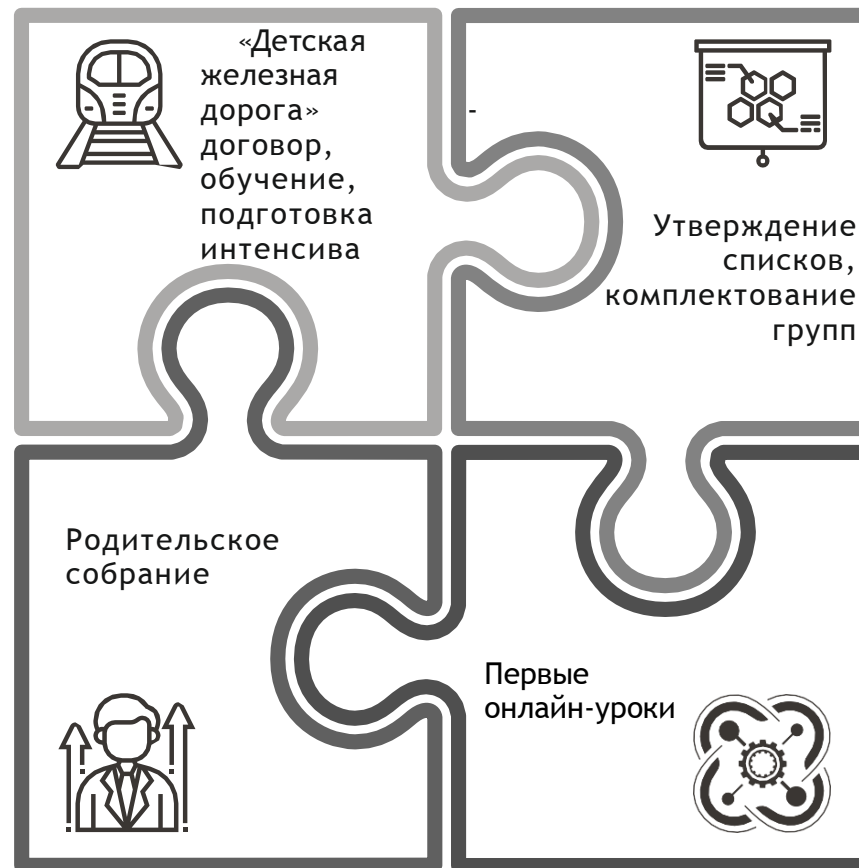 «Детская
железная
дорога»
договор,
обучение,
подготовка
интенсива
-
Утверждение
списков,
комплектование
групп
Родительское
собрание
Первые
онлайн-уроки